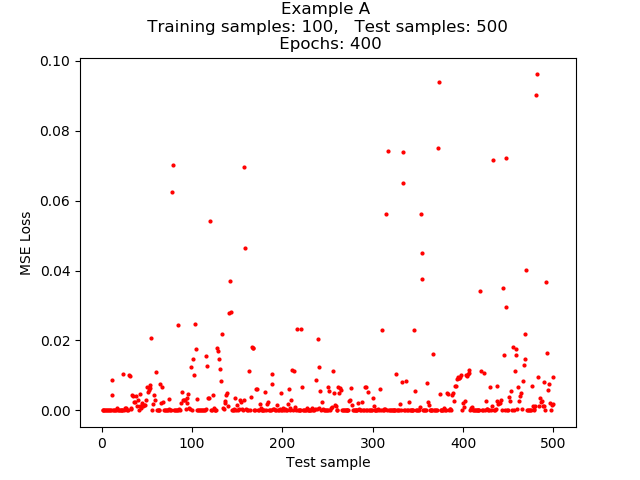 Example A
Training samples: 100,   Test samples: 500
Epochs: 400
0.10
0.08
0.06
0.04
0.02
0.00
MSE Loss
0 100 200 300 400 500
Test sample